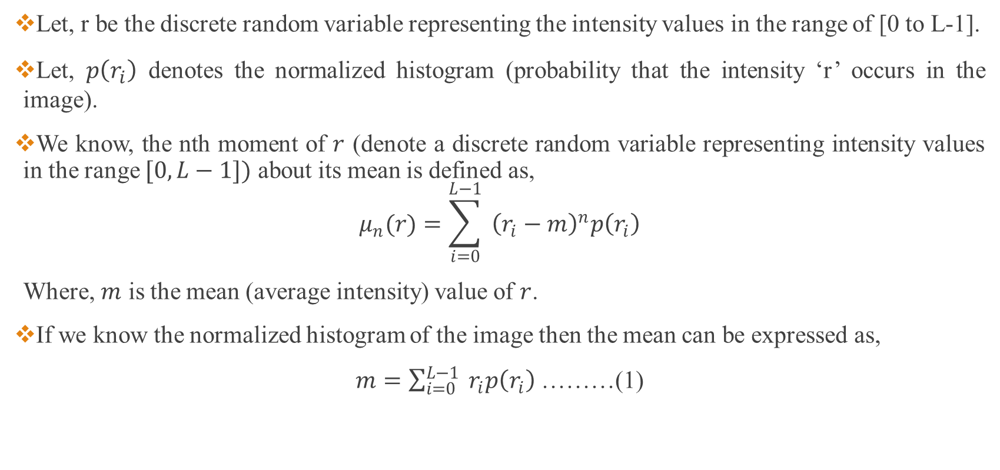 ❖Let, r be the discrete random variable representing the intensity values in the range of [0 to L-1].
❖Let, 𝑝(𝑟ᵢ) denotes the normalized histogram (probability that the intensity ‘r’ occurs in the
image).
❖We know, the nth moment of 𝑟 (denote a discrete random variable representing intensity values
in the range [0, 𝐿 − 1]) about its mean is defined as,
$\mu_n(r) = \sum_{i=0}^{L-1} (r_i - m)^n p(r_i)$
Where, 𝑚 is the mean (average intensity) value of 𝑟.
❖If we know the normalized histogram of the image then the mean can be expressed as,
$m = \sum_{i=0}^{L-1} r_i p(r_i)$ ………(1)